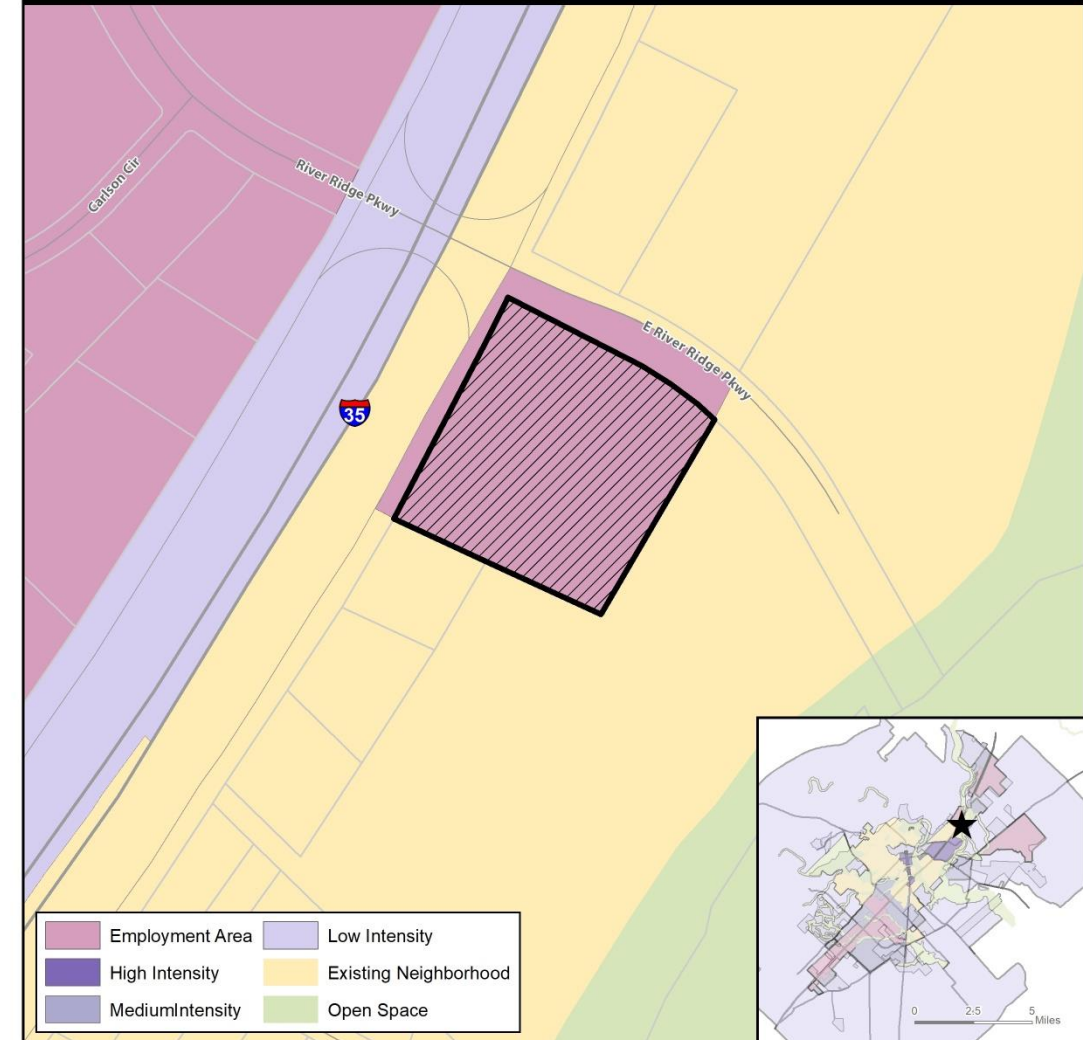 Carlson Cir
River Ridge Pkwy
E River Ridge Pkwy
35
Employment Area
High Intensity
MediumIntensity
Low Intensity
Existing Neighborhood
Open Space
0 2.5 5
Miles